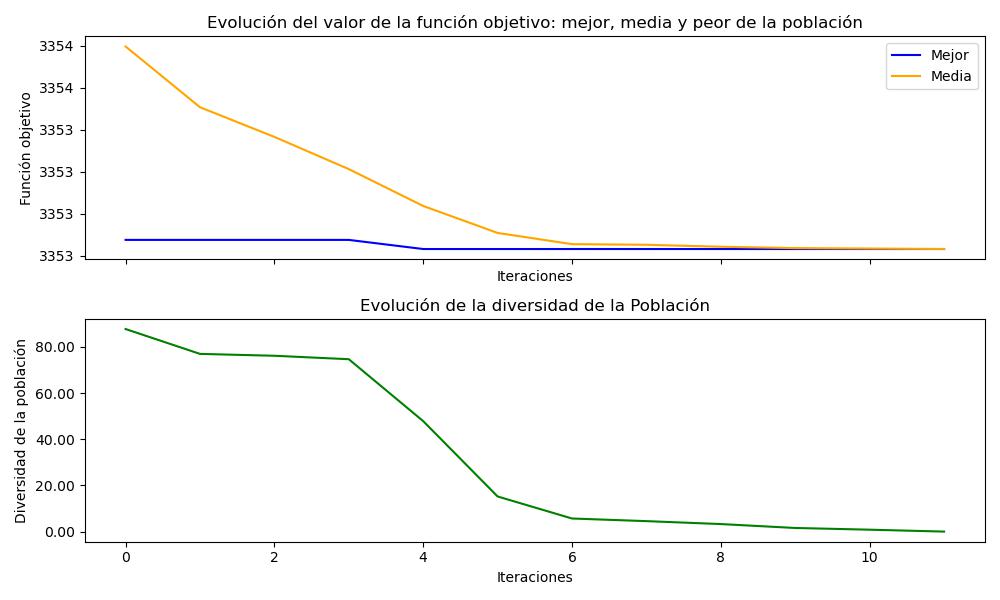 Evolución del valor de la función objetivo: mejor, media y peor de la población
Función objetivo
3354
3354
3353
3353
3353
3353
Mejor
Media
Iteraciones
Evolución de la diversidad de la Población
Diversidad de la población
80.00
60.00
40.00
20.00
0.00
0 2 4 6 8 10
Iteraciones